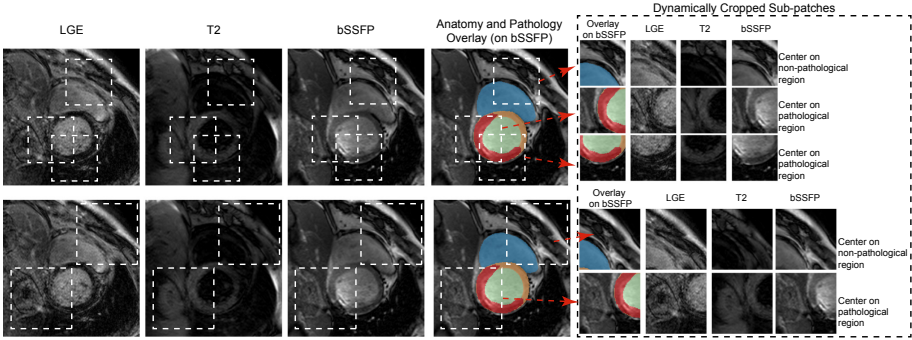 Dynamically Cropped Sub-patches
LGE
T2
bSSFP
Anatomy and Pathology
Overlay (on bSSFP)
Overlay
on bSSFP
LGE
T2
bSSFP
Center on
non-pathological
region
Center on
pathological
region
Center on
pathological
region
Overlay
on bSSFP
LGE
T2
bSSFP
Center on
non-pathological
region
Center on
pathological
region